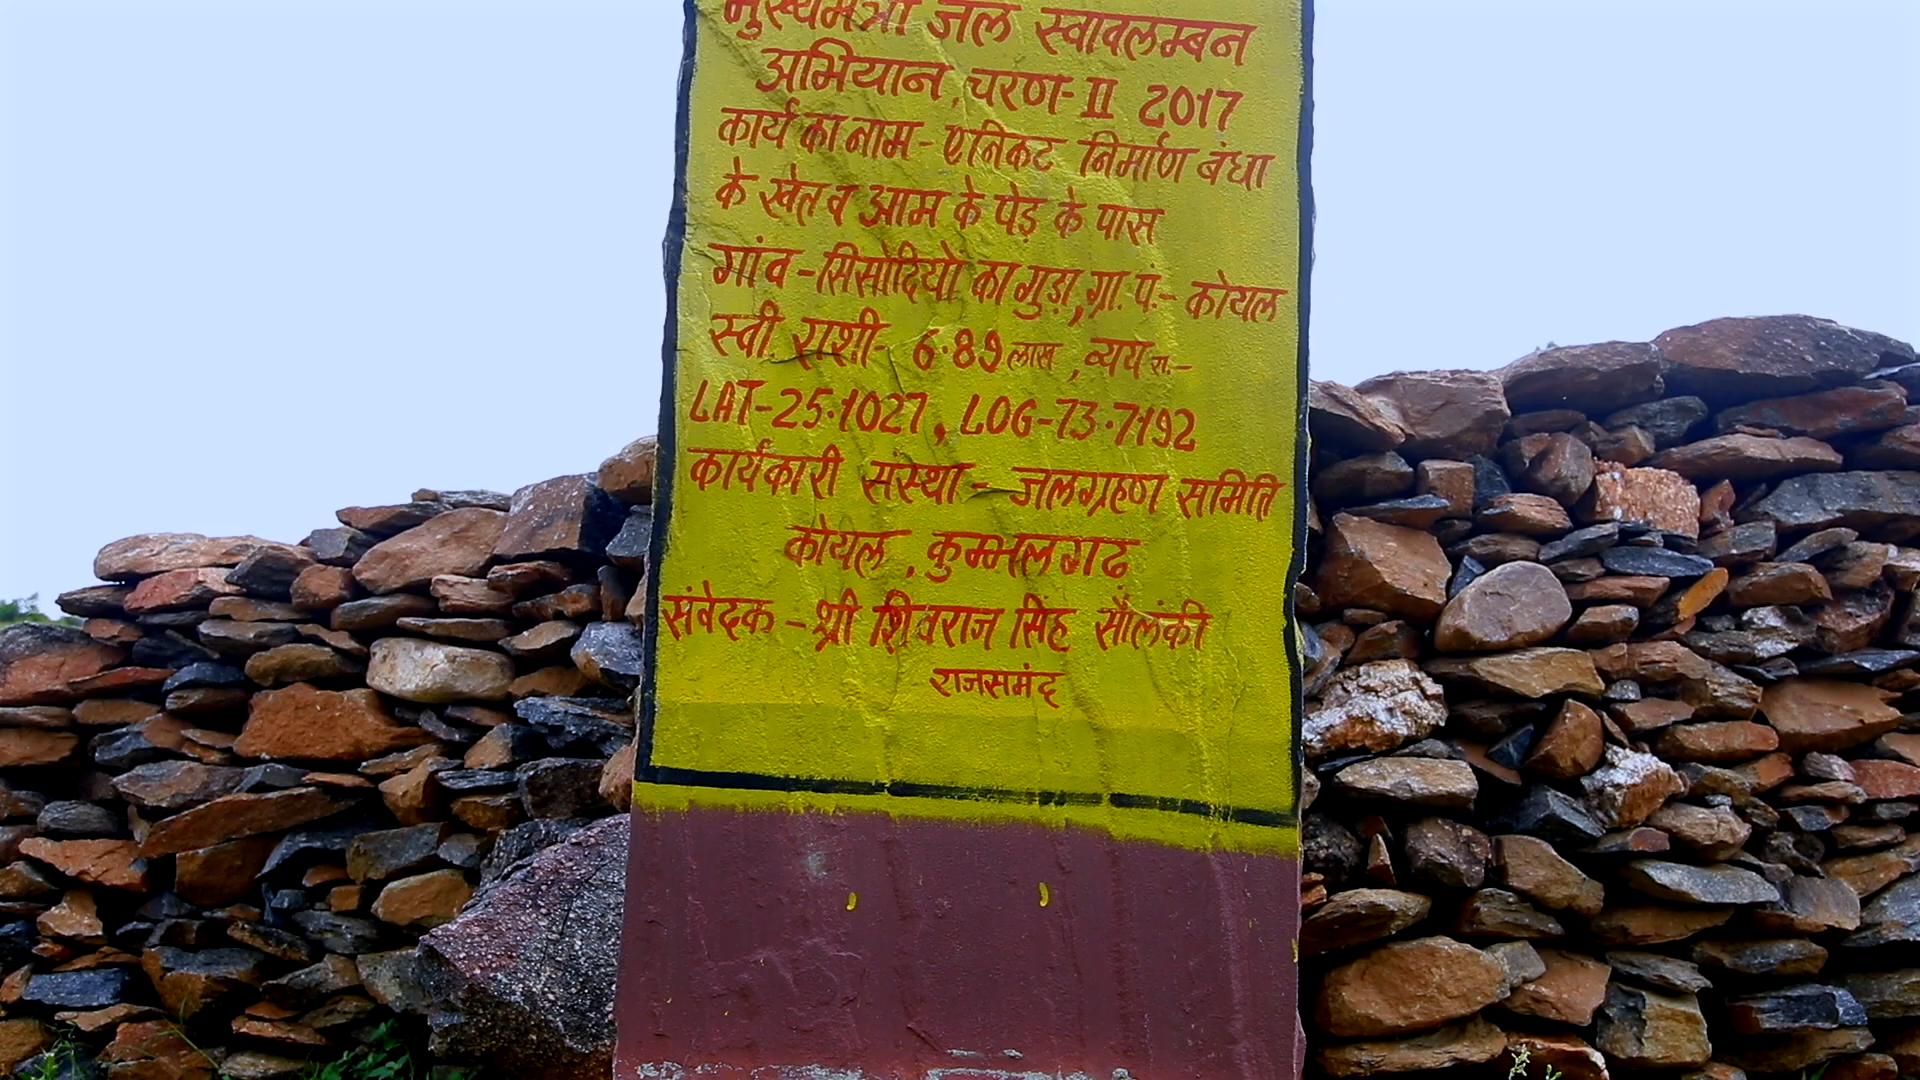 मुख्यमंत्री जल स्वावलम्बन
अभियान, चरण-II 2017
कार्य का नाम - एनिकट निर्माण बंधा
के खेत व आम के पेड़ के पास
गांव - सिसोदियो का गुड़ा, ग्रा. पं.- कोयल
स्वी. राशी- 6.89 लाख, व्यय रा.-
LAT-25.1027, LOG-73.7192
कार्यकारी संस्था - जलग्रहण समिति
कोयल, कुम्भलगढ
संवेदक - श्री शिवराज सिंह सौलंकी
राजसमंद